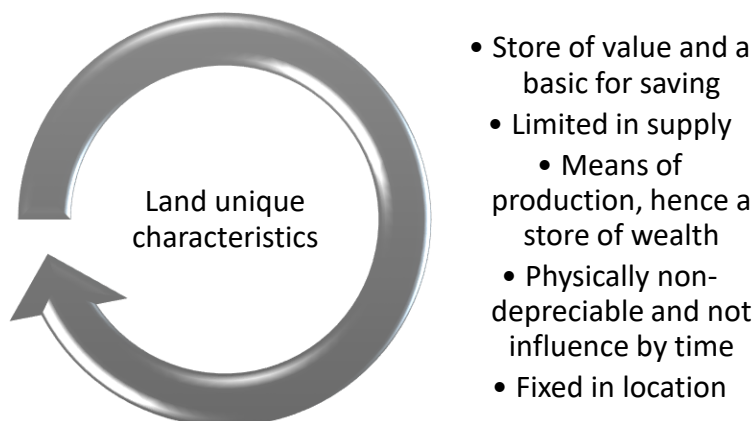 Land unique
characteristics
• Store of value and a
basic for saving
• Limited in supply
• Means of
production, hence a
store of wealth
• Physically non-
depreciable and not
influence by time
• Fixed in location